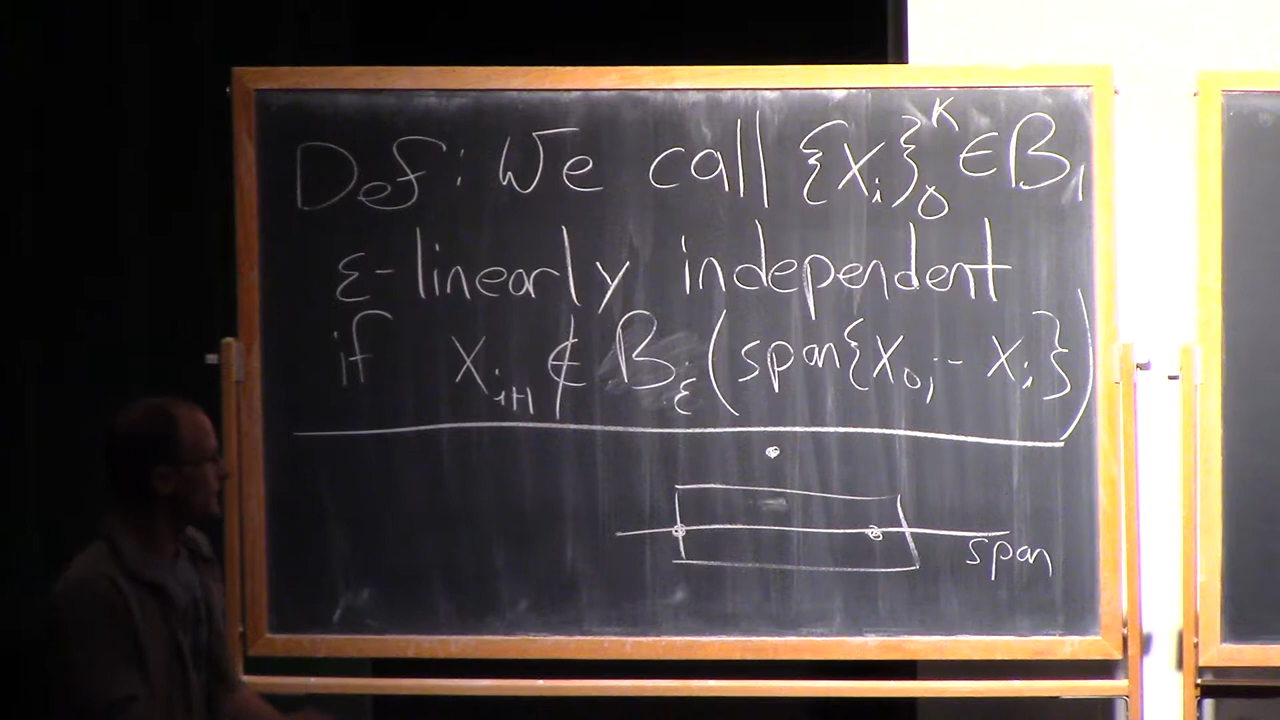 Def: We call {x_i}_0^K ∈ B_1
ε-linearly independent
if x_{i+1} ∉ B_ε(span{x_0,-- x_i})
span